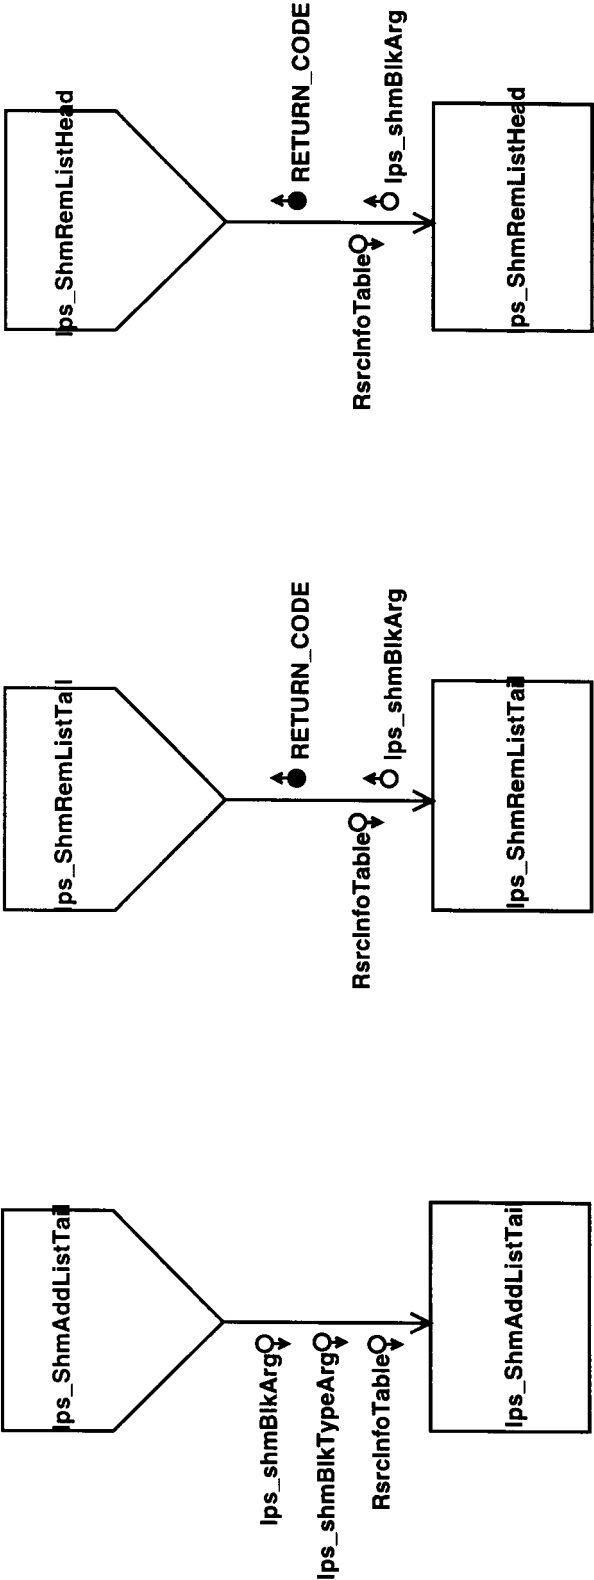 lps_ShmAddListTail
lps_shmBlkArg
lps_shmBlkTypeArg
RsrcInfoTable
lps_ShmAddListTail
lps_ShmRemListTail
RETURN_CODE
RsrcInfoTable
lps_shmBlkArg
lps_ShmRemListTail
lps_ShmRemListHead
RETURN_CODE
RsrcInfoTable
lps_shmBlkArg
lps_ShmRemListHead